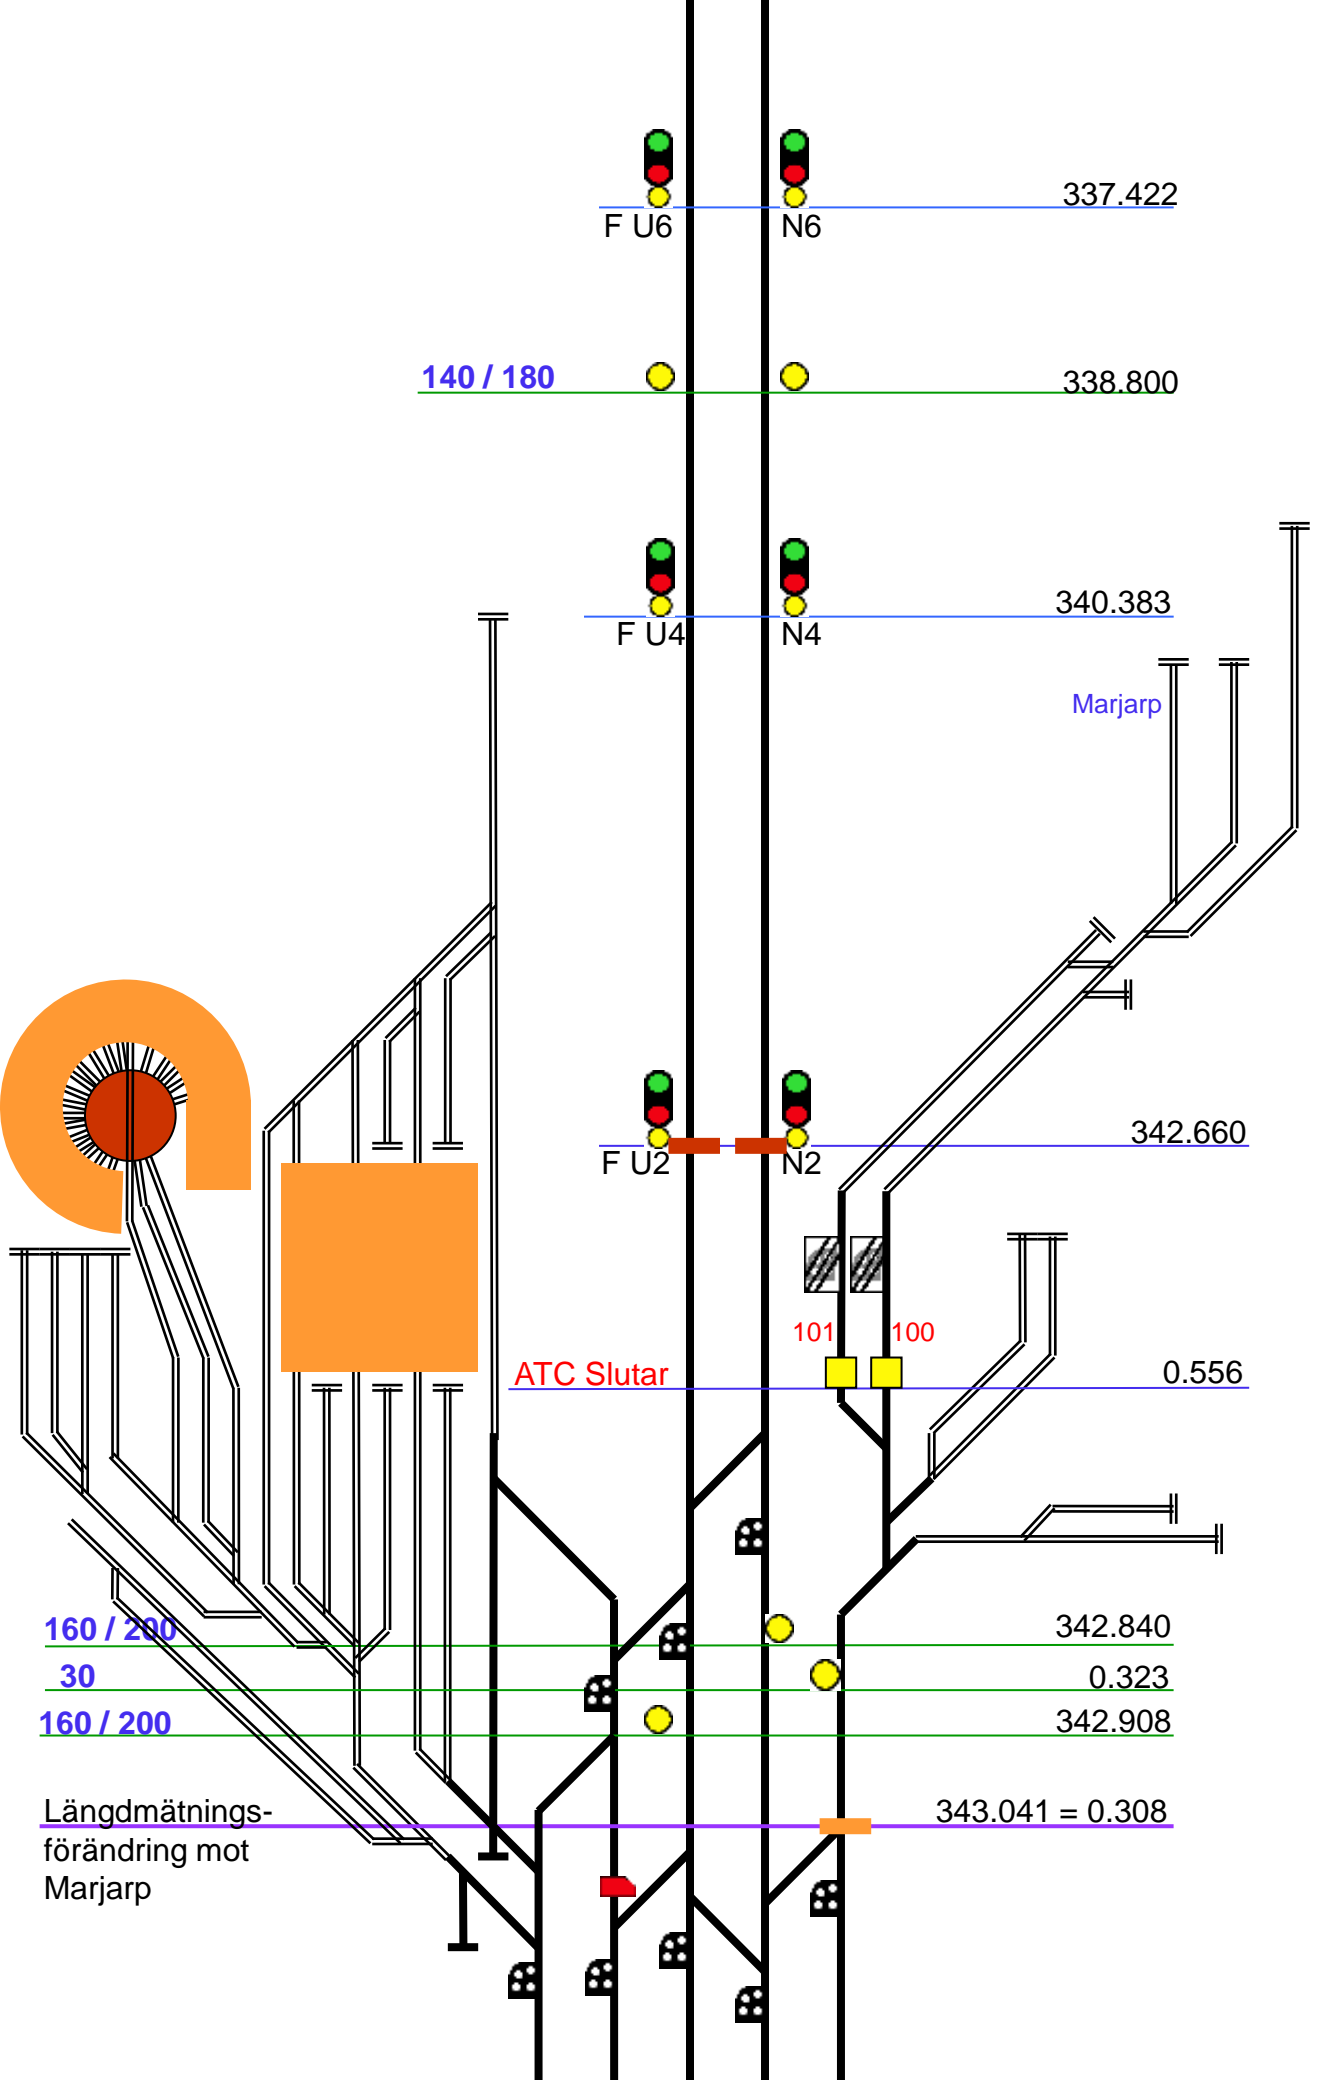 337.422
F U6 N6
140 / 180 338.800
340.383
F U4 N4
Marjarp
342.660
F U2 N2
101 100
ATC Slutar 0.556
160 / 200 342.840
30 0.323
160 / 200 342.908
Längdmätnings- 343.041 = 0.308
förändring mot
Marjarp